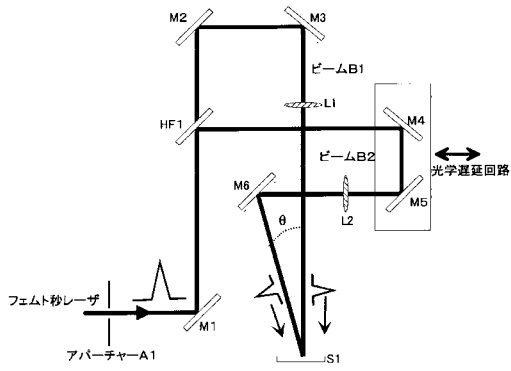 M2
M3
ビームB1
L1
HF1
M4
ビームB2
光学遅延回路
M6
M5
L2
θ
フェムト秒レーザ
M1
アパーチャーA1
S1